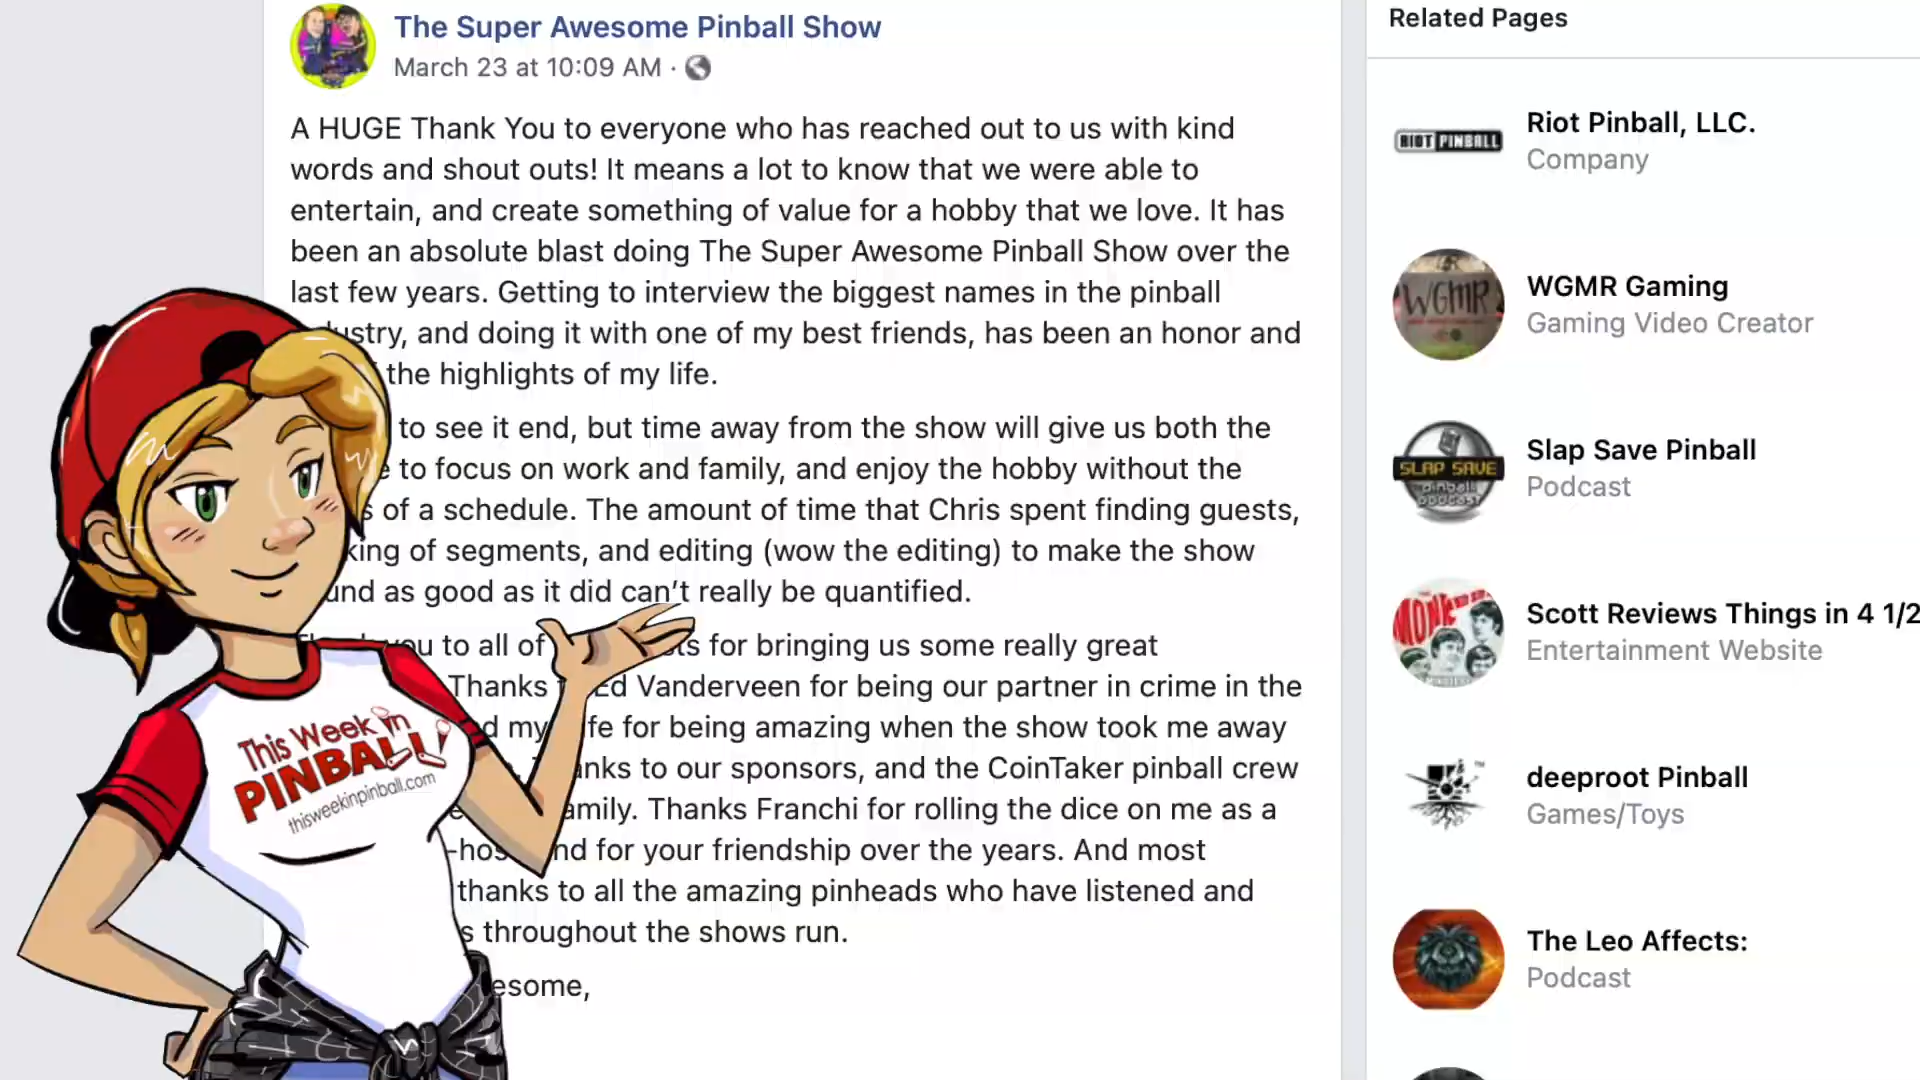 The Super Awesome Pinball Show
March 23 at 10:09 AM ·
A HUGE Thank You to everyone who has reached out to us with kind
words and shout outs! It means a lot to know that we were able to
entertain, and create something of value for a hobby that we love. It has
been an absolute blast doing The Super Awesome Pinball Show over the
last few years. Getting to interview the biggest names in the pinball
stry, and doing it with one of my best friends, has been an honor and
the highlights of my life.
to see it end, but time away from the show will give us both the
to focus on work and family, and enjoy the hobby without the
of a schedule. The amount of time that Chris spent finding guests,
king of segments, and editing (wow the editing) to make the show
und as good as it did can't really be quantified.
to all of for bringing us some really great
Thanks Ed Vanderveen for being our partner in crime in the
my fe for being amazing when the show took me away
anks to our sponsors, and the CoinTaker pinball crew
amily. Thanks Franchi for rolling the dice on me as a
-hos nd for your friendship over the years. And most
thanks to all the amazing pinheads who have listened and
s throughout the shows run.
esome,
This Week in
PINBALL
thisweekinpinball.com
Related Pages
RIOT PINBALL
Riot Pinball, LLC.
Company
WGMR
WGMR Gaming
Gaming Video Creator
SLAP SAVE
pinball
podcast
Slap Save Pinball
Podcast
Scott Reviews Things in 4 1/2
Entertainment Website
deeproot Pinball
Games/Toys
The Leo Affects:
Podcast